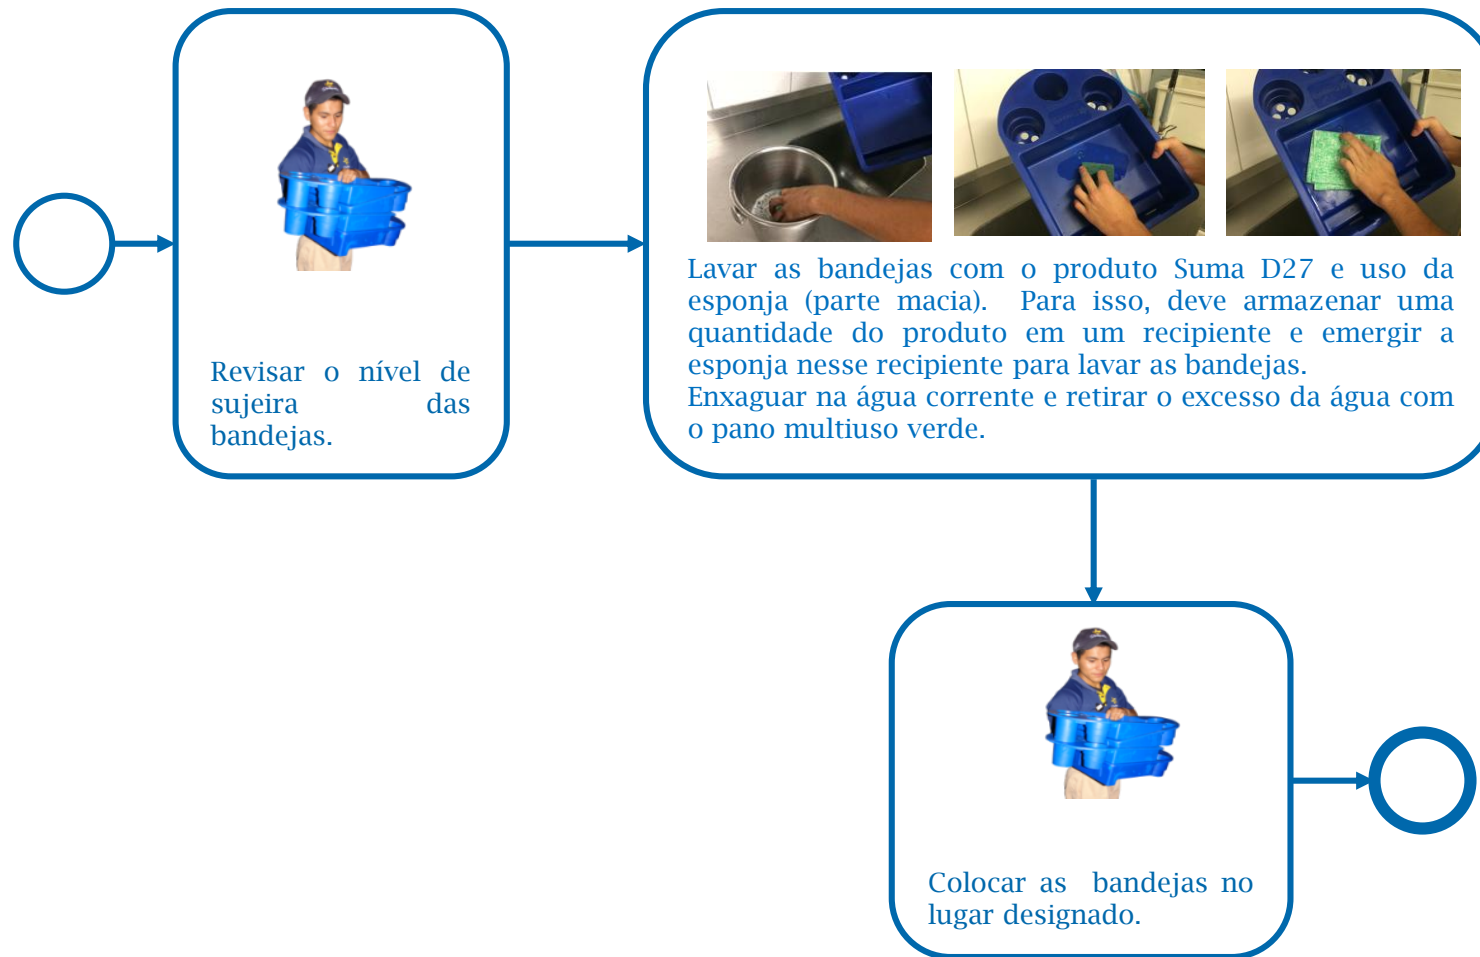 Revisar o nível de
sujeira das
bandejas.
Lavar as bandejas com o produto Suma D27 e uso da
esponja (parte macia). Para isso, deve armazenar uma
quantidade do produto em um recipiente e emergir a
esponja nesse recipiente para lavar as bandejas.
Enxaguar na água corrente e retirar o excesso da água com
o pano multiuso verde.
Colocar as bandejas no
lugar designado.